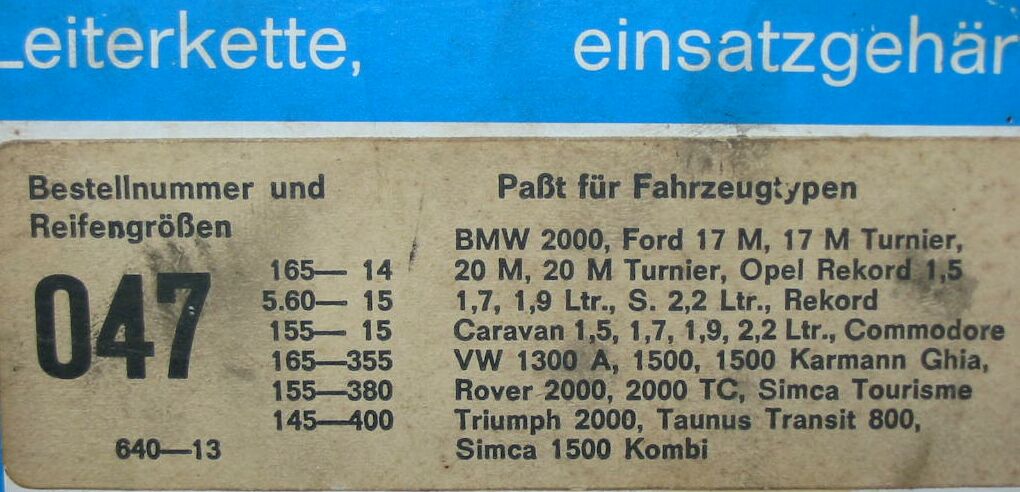 Leiterkette, einsatzgehär
Bestellnummer und
Reifengrößen
Paßt für Fahrzeugtypen
047
165— 14
5.60— 15
155— 15
165—355
155—380
145—400
640—13
BMW 2000, Ford 17 M, 17 M Turnier,
20 M, 20 M Turnier, Opel Rekord 1,5
1,7, 1,9 Ltr., S. 2,2 Ltr., Rekord
Caravan 1,5, 1,7, 1,9, 2,2 Ltr., Commodore
VW 1300 A, 1500, 1500 Karmann Ghia,
Rover 2000, 2000 TC, Simca Tourisme
Triumph 2000, Taunus Transit 800,
Simca 1500 Kombi